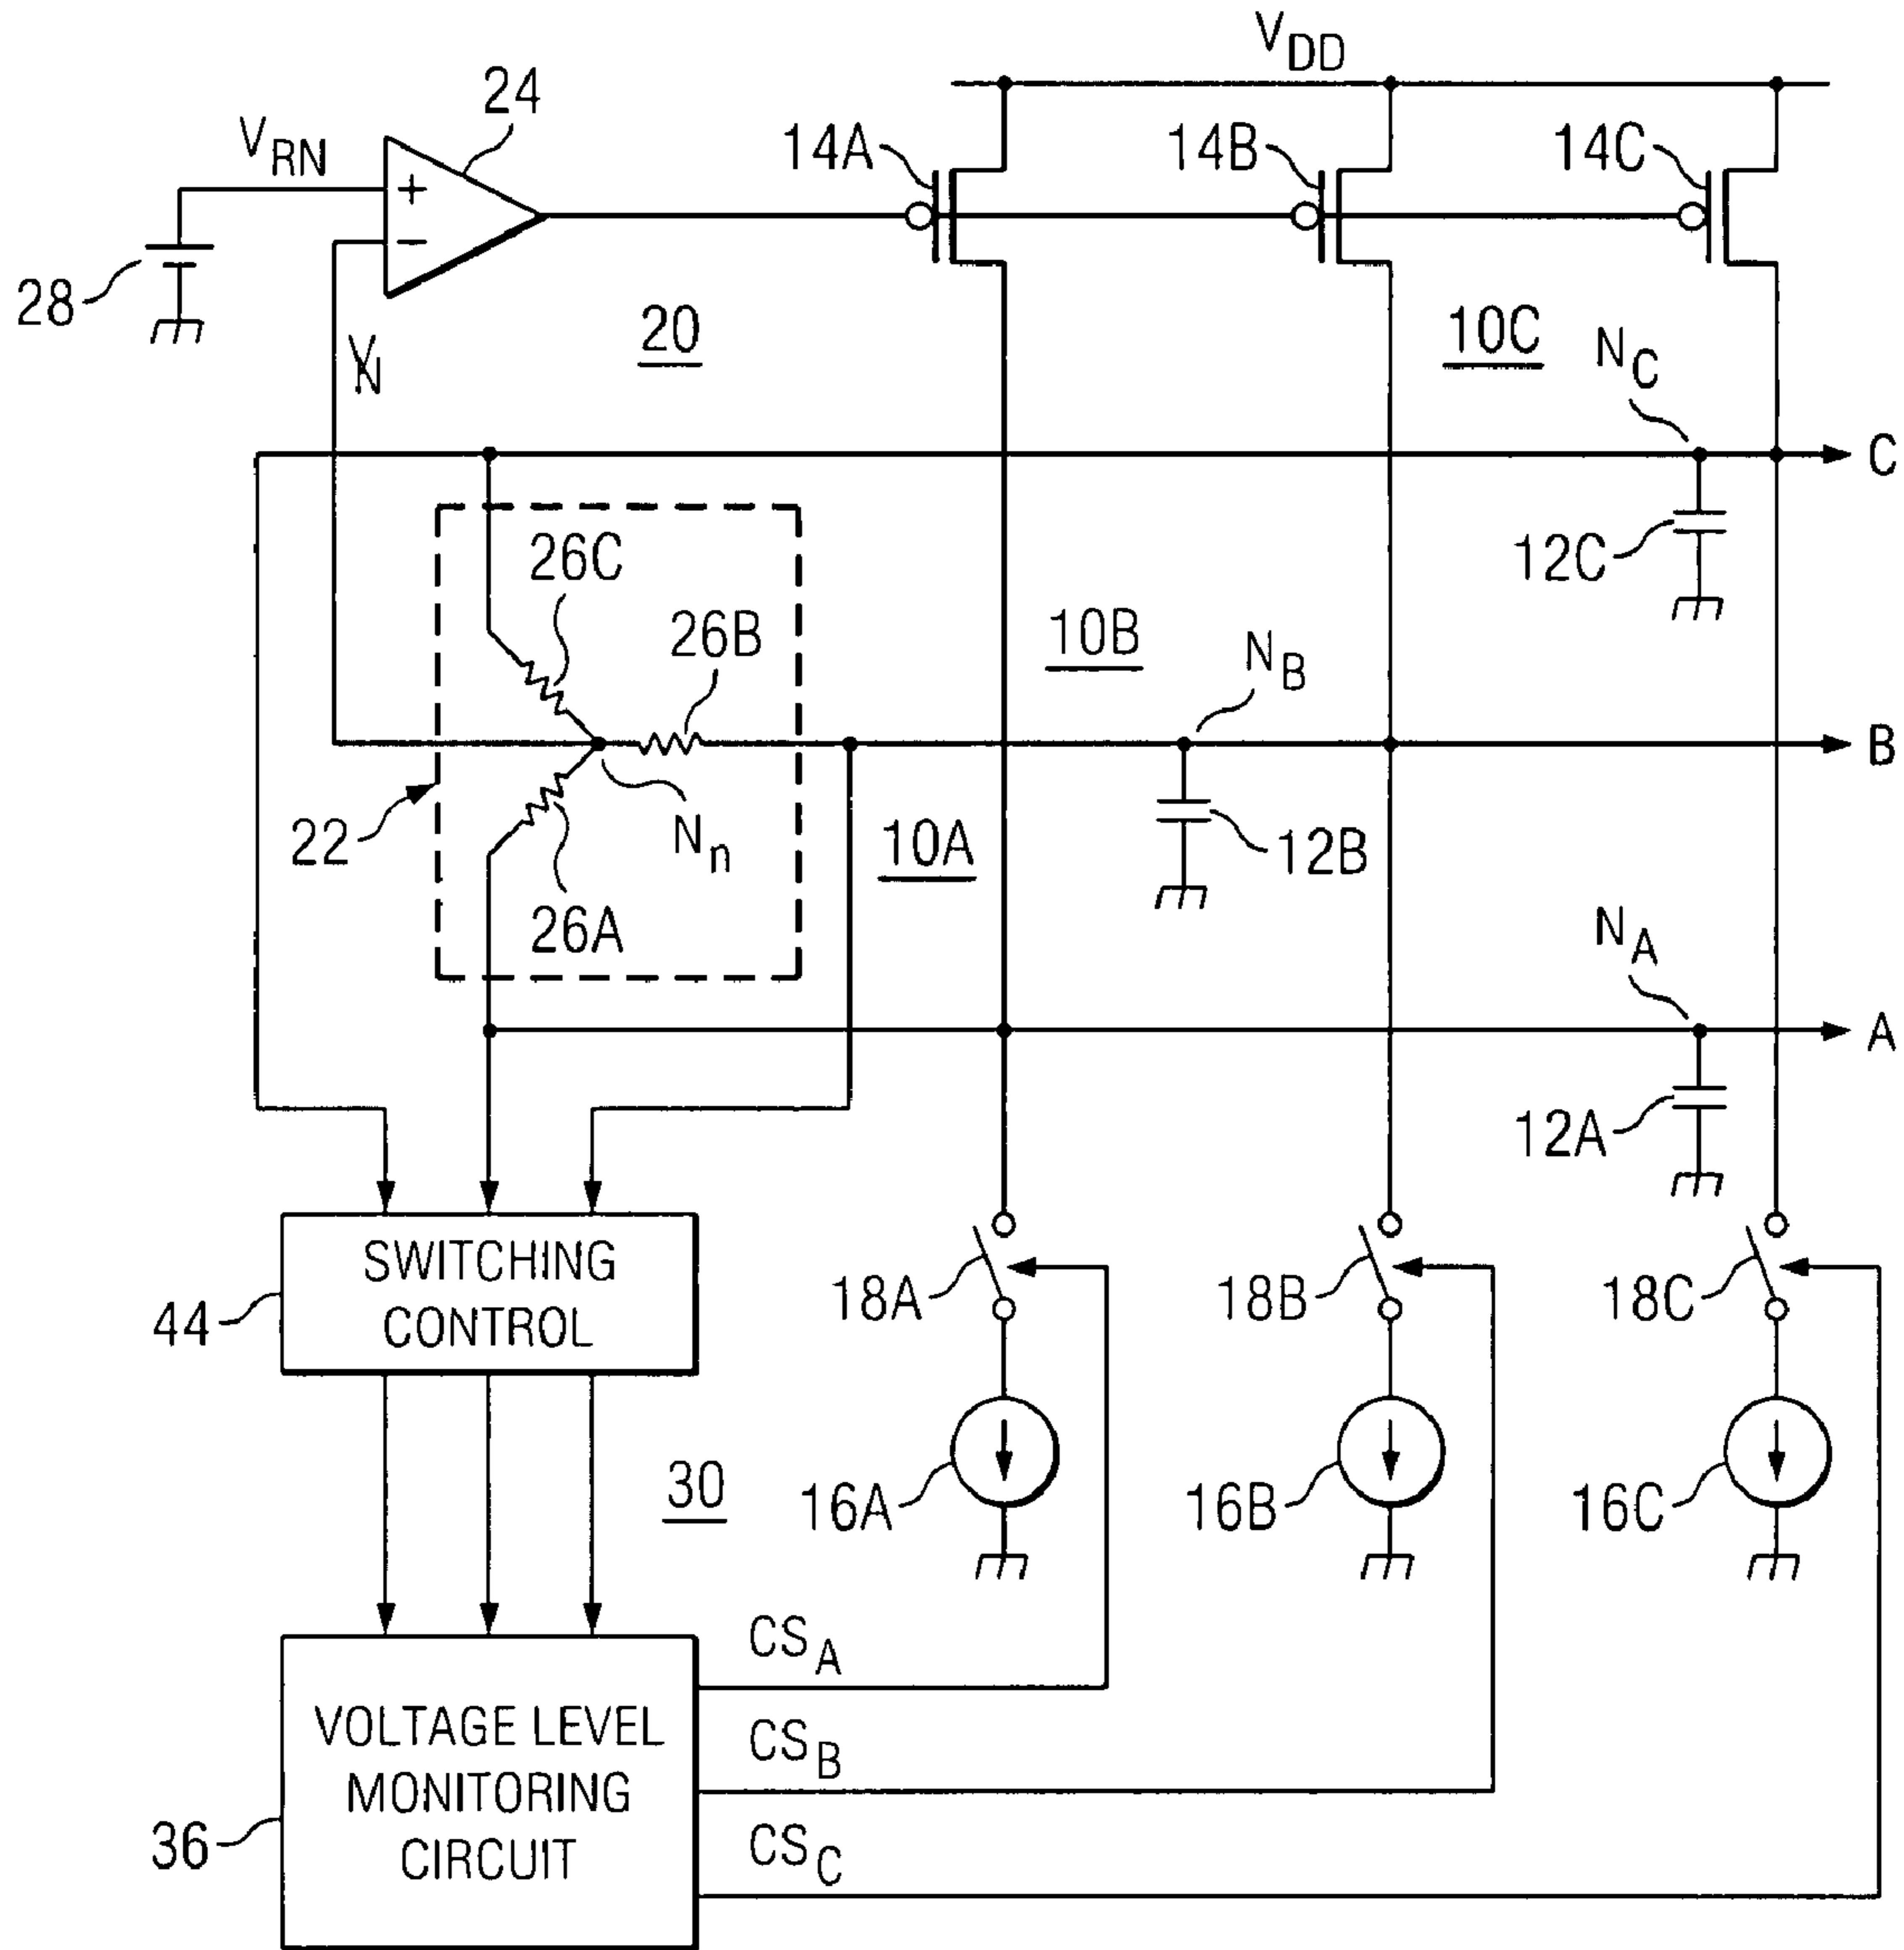 V_DD
24
V_RN
14A
14B
14C
+
−
28
20
10C
N_C
V_N
C
26C
12C
26B
10B
N_B
B
22
N_n
10A
12B
26A
N_A
A
12A
SWITCHING
CONTROL
44
18A
18B
18C
30
16A
16B
16C
CS_A
VOLTAGE LEVEL
MONITORING
CIRCUIT
CS_B
36
CS_C